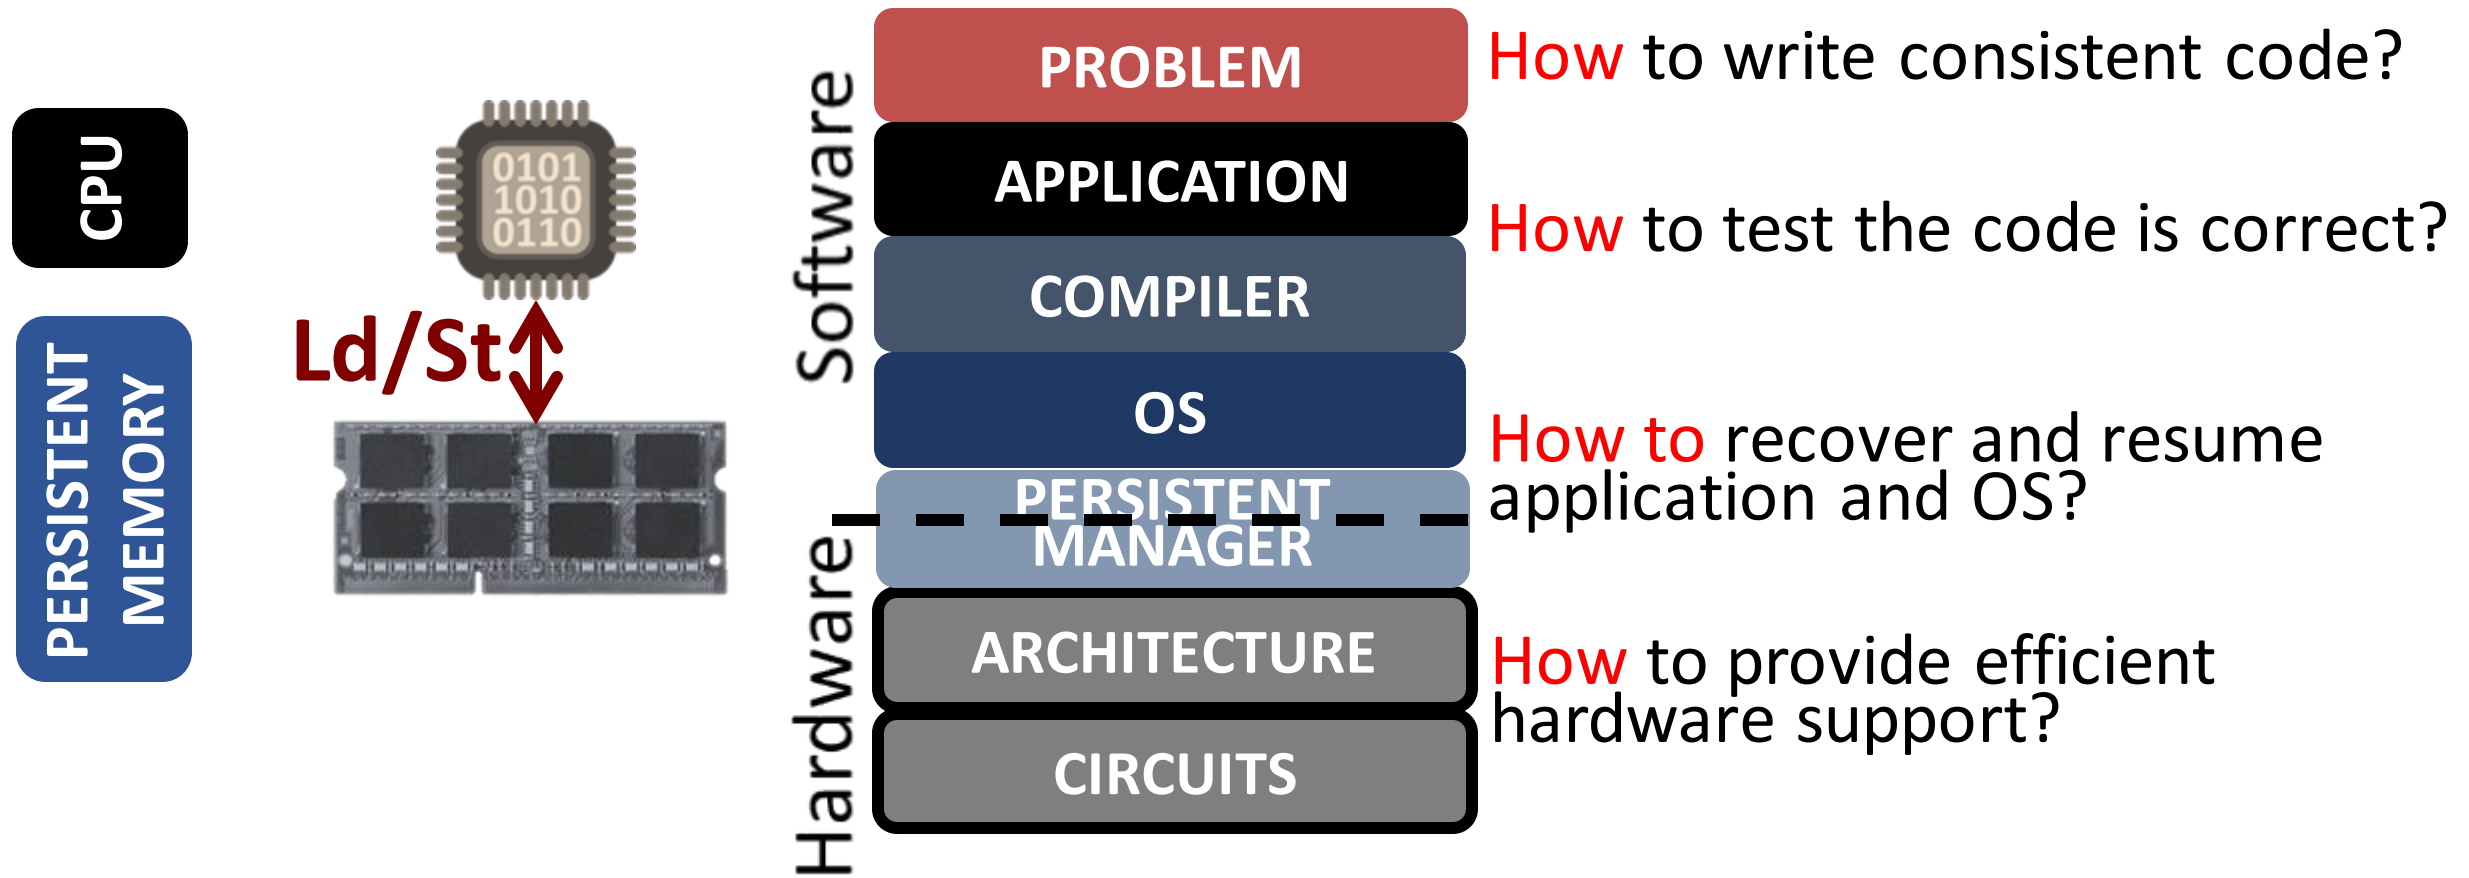 CPU
PERSISTENT
MEMORY
0101
1010
0110
Ld/St
Software
Hardware
PROBLEM
APPLICATION
COMPILER
OS
PERSISTENT
MANAGER
ARCHITECTURE
CIRCUITS
How to write consistent code?
How to test the code is correct?
How to recover and resume
application and OS?
How to provide efficient
hardware support?